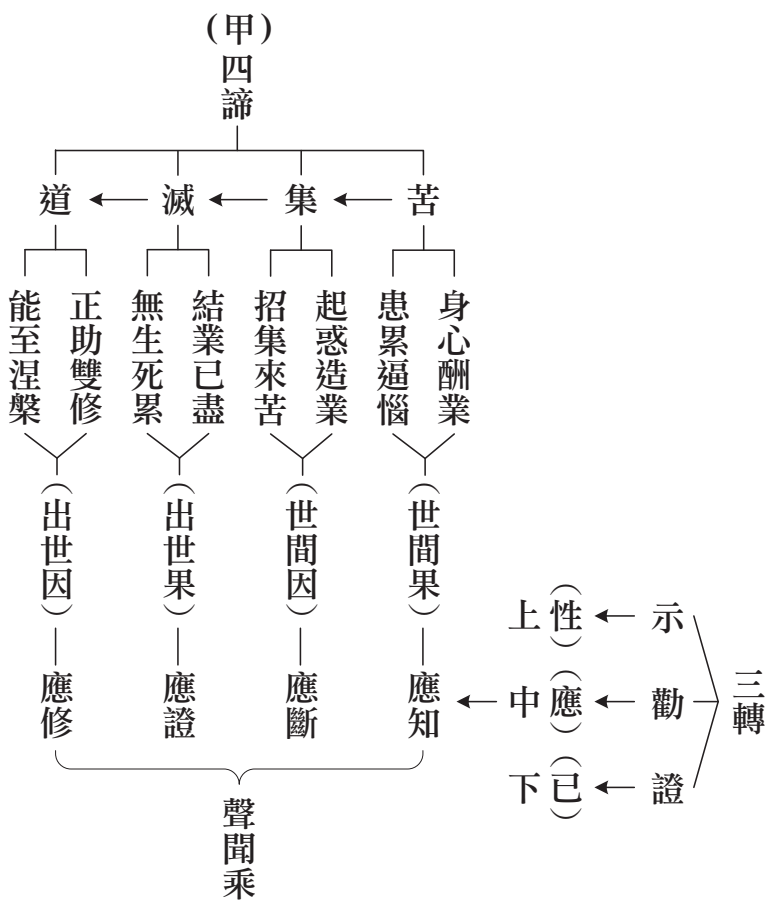 （甲）四諦
苦
集
滅
道
身心酬業
患累逼惱
起惑造業
招集來苦
結業已盡
無生死累
正助雙修
能至涅槃
（世間果）
（世間因）
（出世果）
（出世因）
應知
應斷
應證
應修
三轉
示
（性）
上
勸
（應）
中
證
（已）
下
聲聞乘